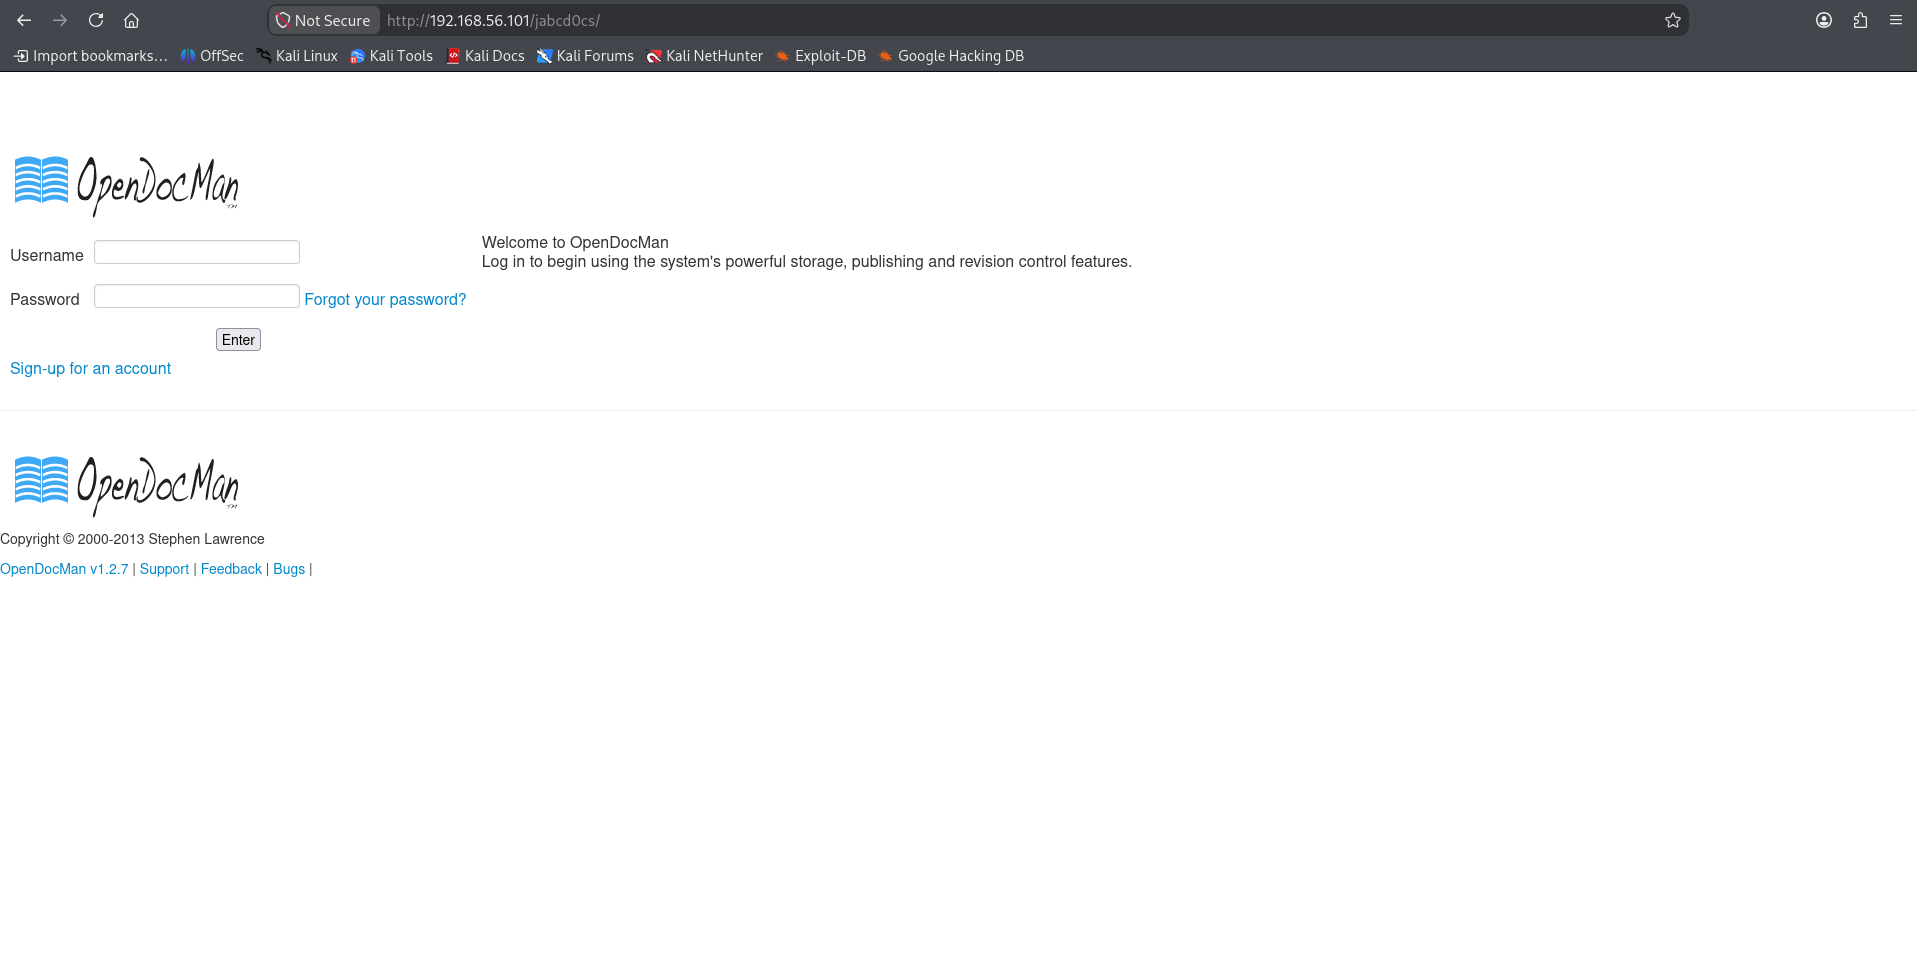 Not Secure http://192.168.56.101/jabcd0cs/
Import bookmarks... OffSec Kali Linux Kali Tools Kali Docs Kali Forums Kali NetHunter Exploit-DB Google Hacking DB
OpenDocMan™
Username
Password Forgot your password?
Enter
Sign-up for an account
Welcome to OpenDocMan
Log in to begin using the system's powerful storage, publishing and revision control features.
OpenDocMan™
Copyright © 2000-2013 Stephen Lawrence
OpenDocMan v1.2.7 | Support | Feedback | Bugs |